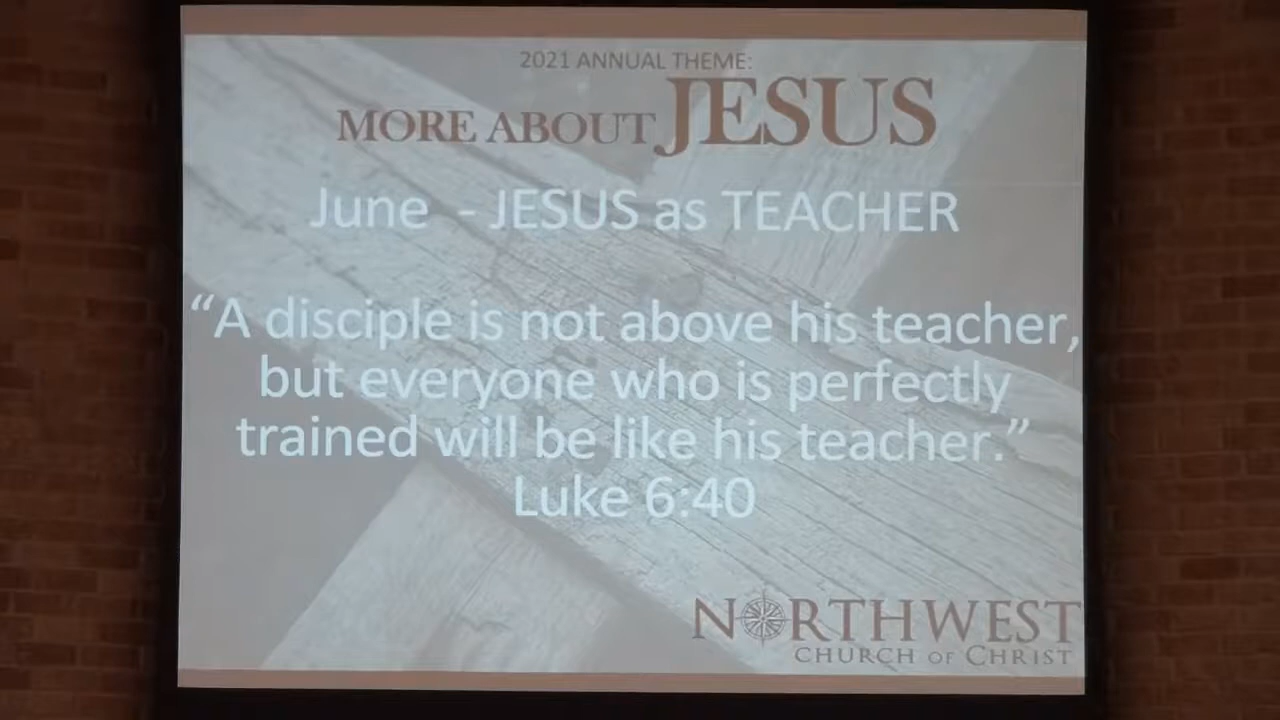 2021 ANNUAL THEME:
MORE ABOUT JESUS
June - JESUS as TEACHER
“A disciple is not above his teacher,
but everyone who is perfectly
trained will be like his teacher.”
Luke 6:40
NORTHWEST
CHURCH OF CHRIST